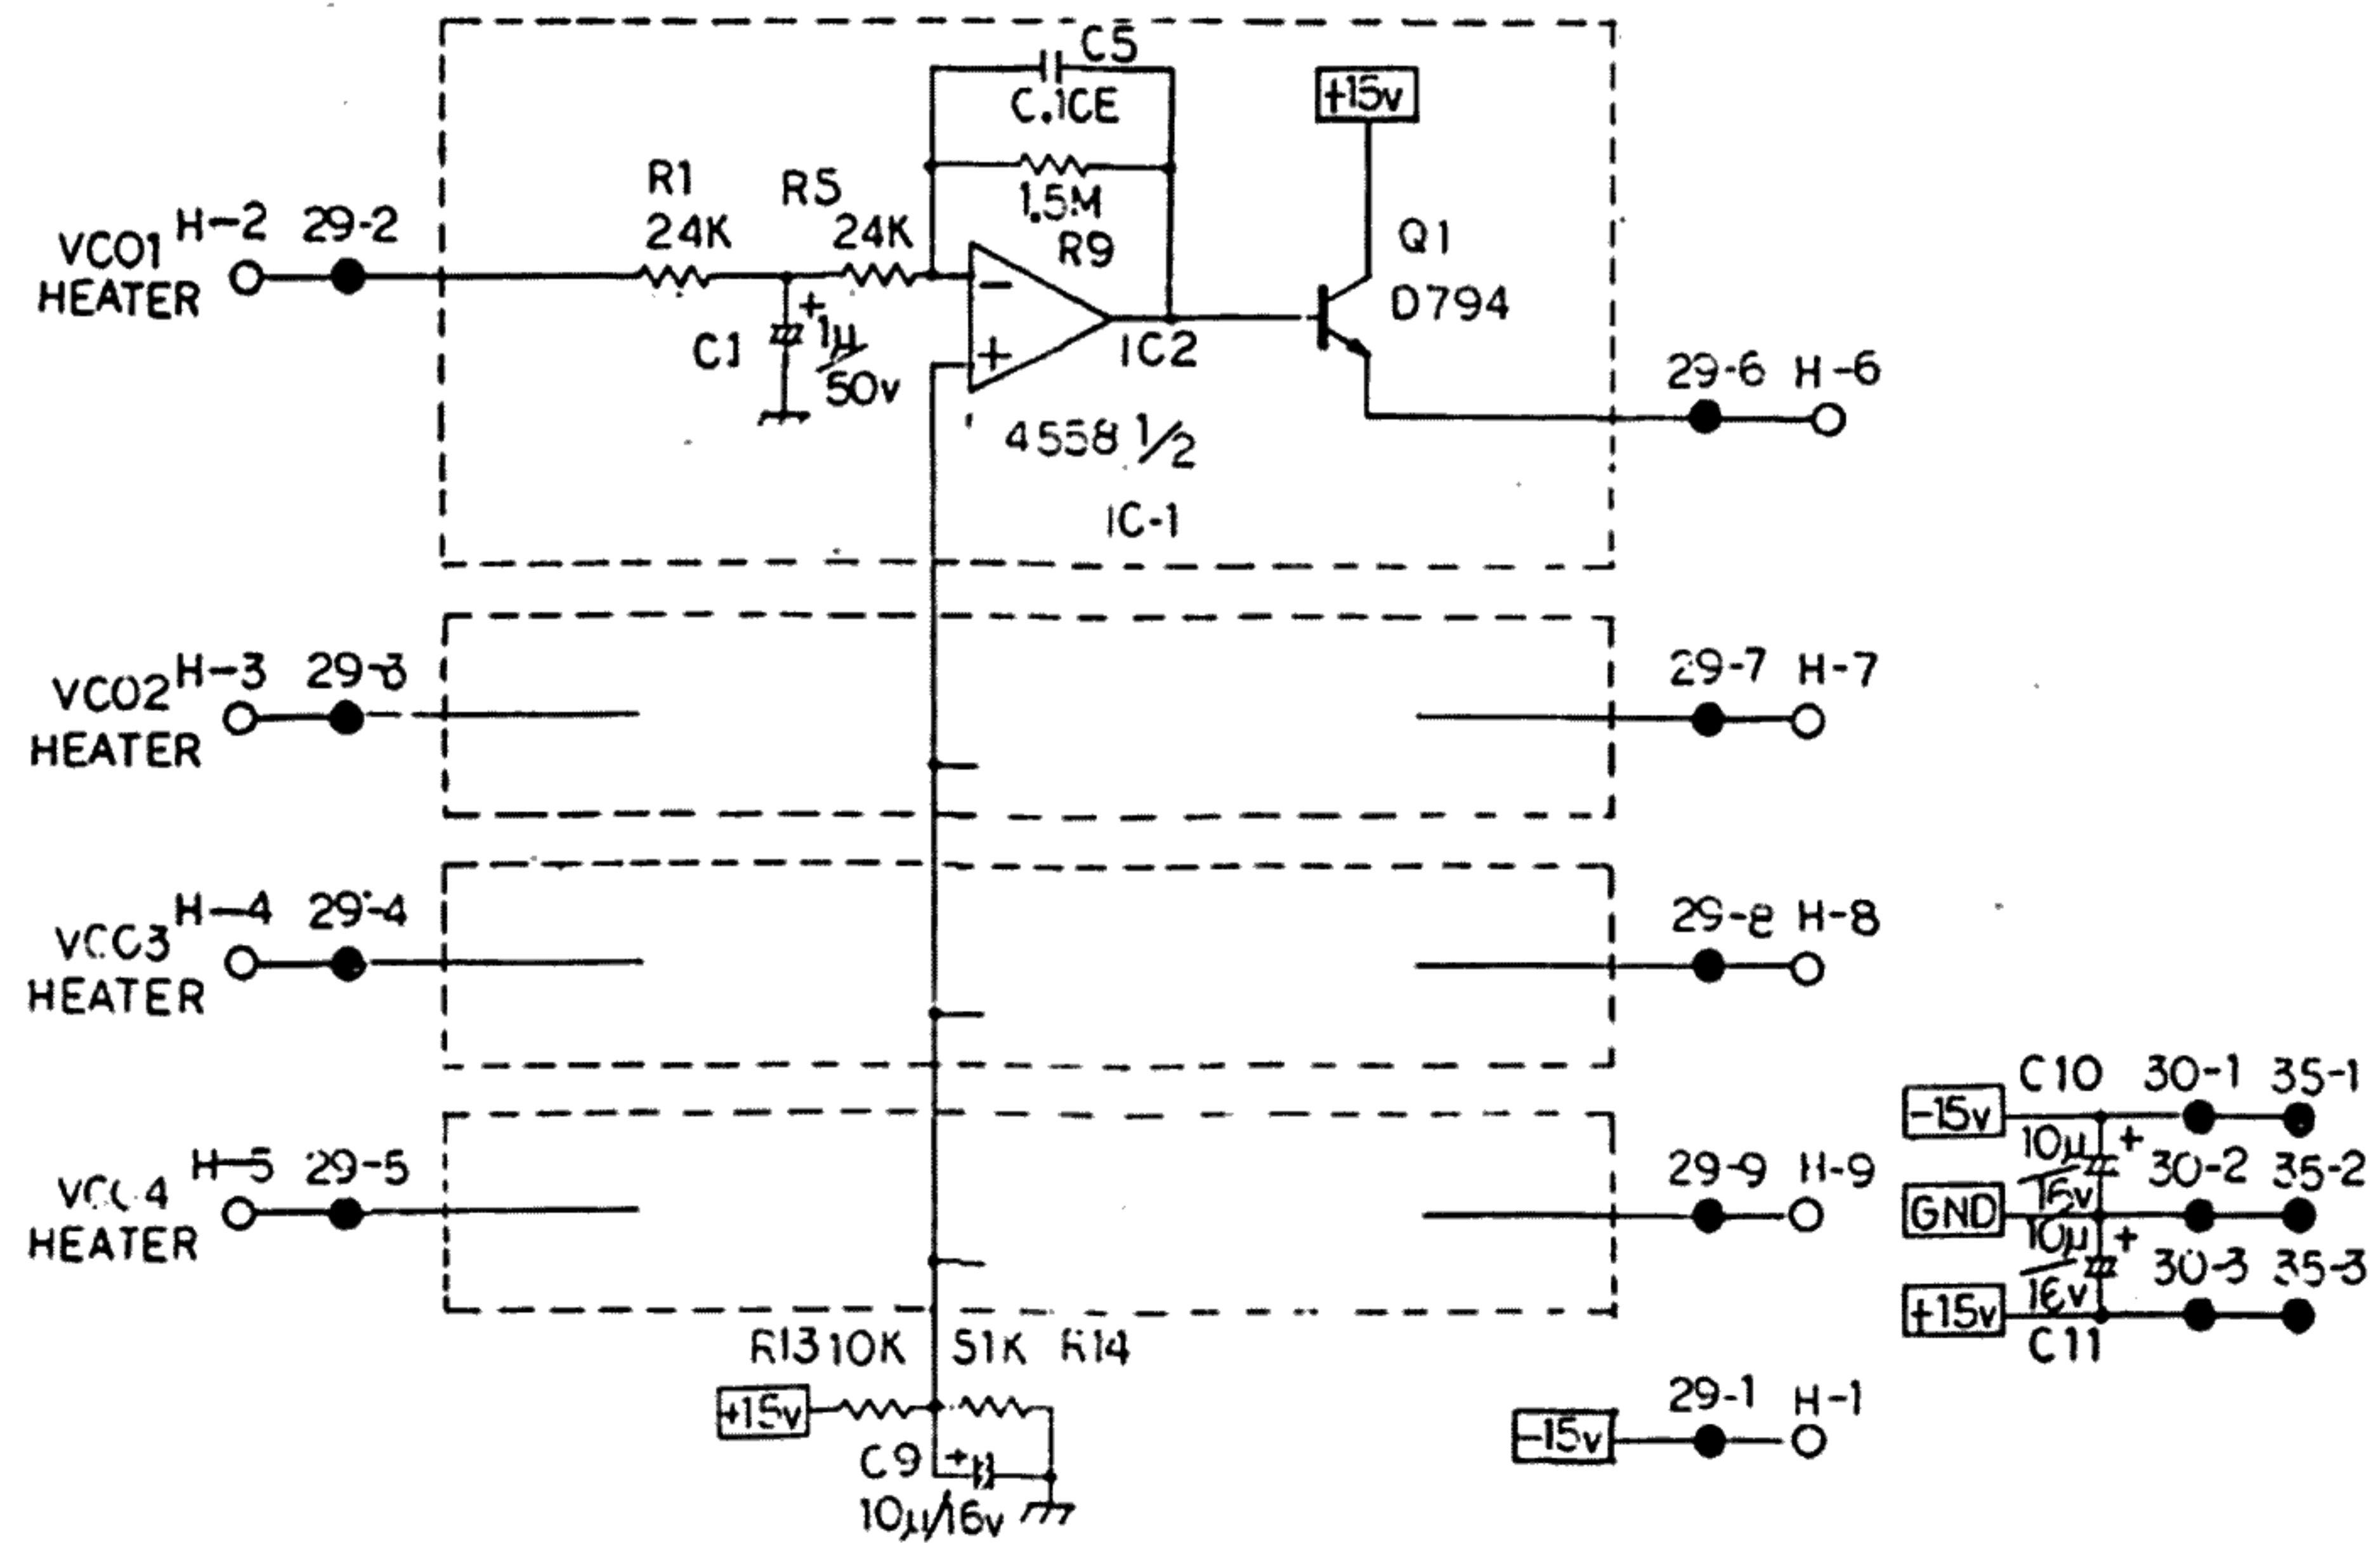 C5
C.1CE
+15v
R1
R5
24K
24K
1.5M
R9
Q1
D794
H-2 29-2
VCO1
HEATER
−
+
C1
+
1µ/50v
IC2
4558 1/2
IC-1
29-6 H-6
H-3 29-3
VCO2
HEATER
29-7 H-7
H-4 29-4
VCC3
HEATER
29-8 H-8
H-5 29-5
HEATER
29-9 H-9
C10 30-1 35-1
-15v
10µ/16v
+
30-2 35-2
GND
10µ/16v
+
30-3 35-3
+15v
C11
R13 10K 51K R14
+15v
C9
+
10µ/16v
29-1 H-1
-15v